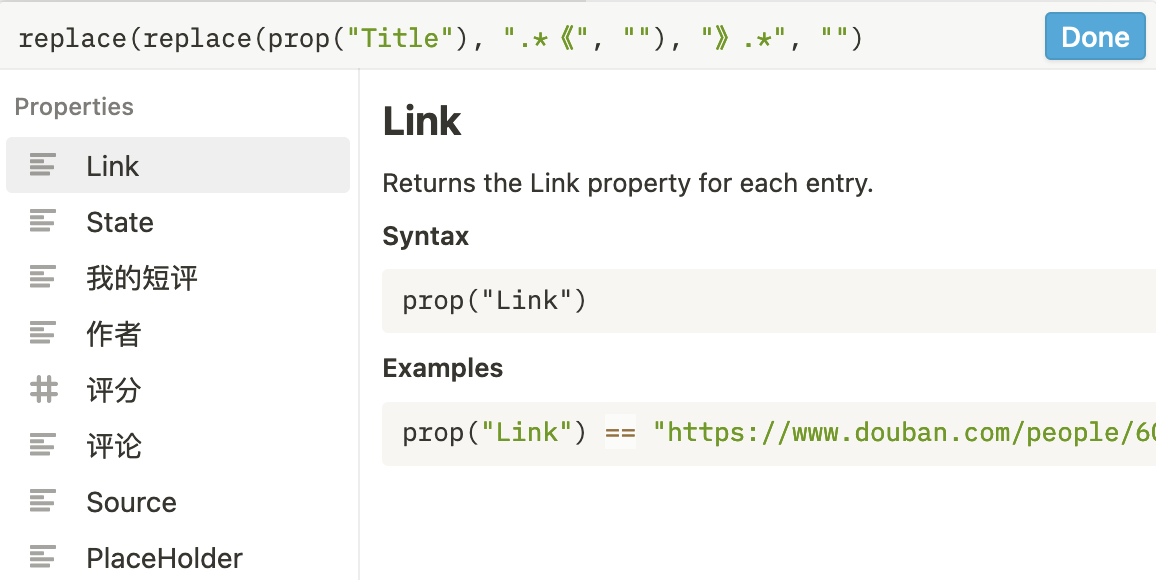 replace(replace(prop("Title"), ".*《", ""), "》.*", "")
Done
Properties
Link
State
我的短评
作者
评分
评论
Source
PlaceHolder
Link
Returns the Link property for each entry.
Syntax
prop("Link")
Examples
prop("Link") == "https://www.douban.com/people/60